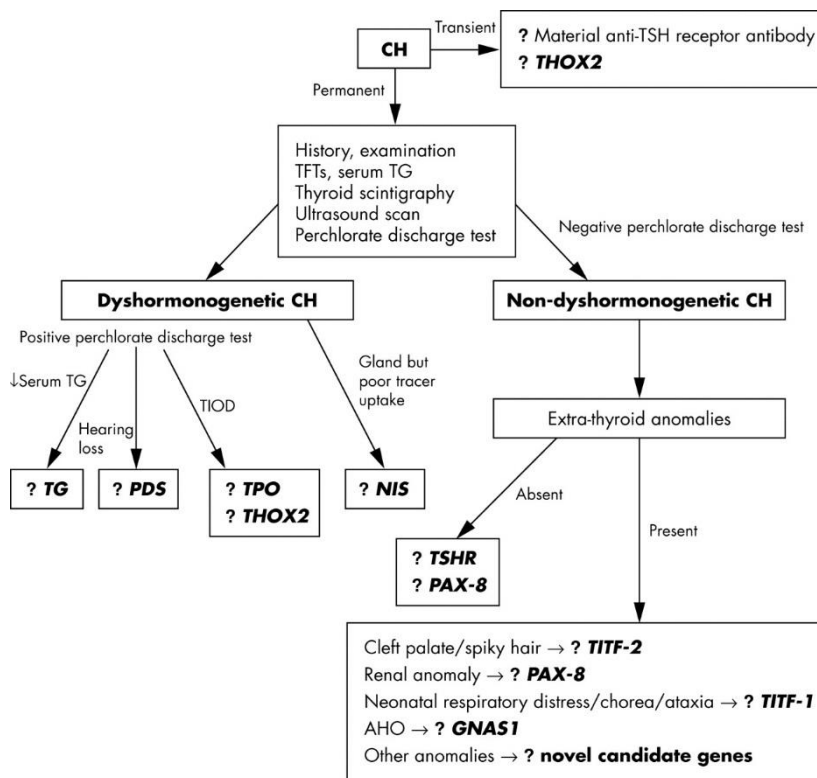 CH
Transient
? Material anti-TSH receptor antibody
? THOX2
Permanent
History, examination
TFTs, serum TG
Thyroid scintigraphy
Ultrasound scan
Perchlorate discharge test
Negative perchlorate discharge test
Dyshormonogenetic CH
Non-dyshormonogenetic CH
Positive perchlorate discharge test
↓Serum TG
Hearing
loss
TIOD
Gland but
poor tracer
uptake
Extra-thyroid anomalies
? TG
? PDS
? TPO
? THOX2
? NIS
Absent
Present
? TSHR
? PAX-8
Cleft palate/spiky hair → ? TITF-2
Renal anomaly → ? PAX-8
Neonatal respiratory distress/chorea/ataxia → ? TITF-1
AHO → ? GNAS1
Other anomalies → ? novel candidate genes